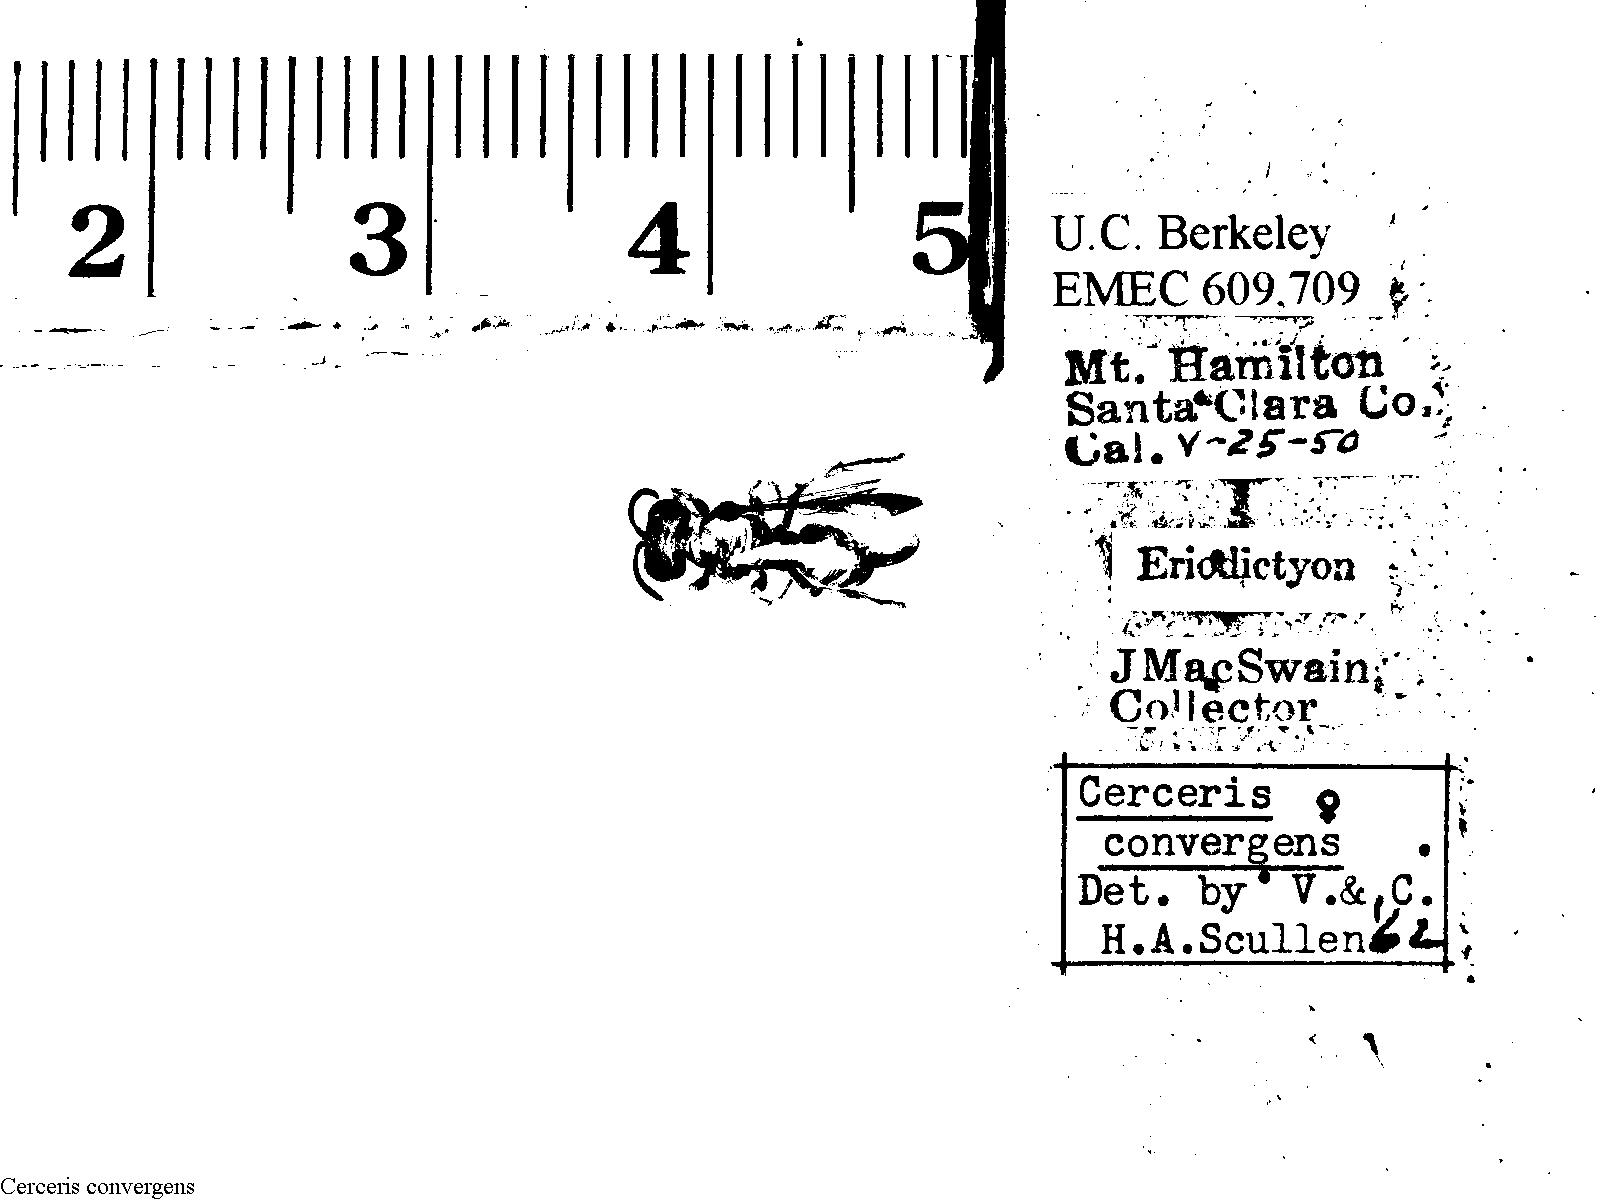 2 3 4 5
U.C. Berkeley
EMEC 609,709
Mt. Hamilton
Santa Clara Co.
Cal. V-25-50
Eriodictyon
J MacSwain
Collector
Cerceris ♀
convergens
Det. by V.& C.
H.A.Scullen 62
Cerceris convergens